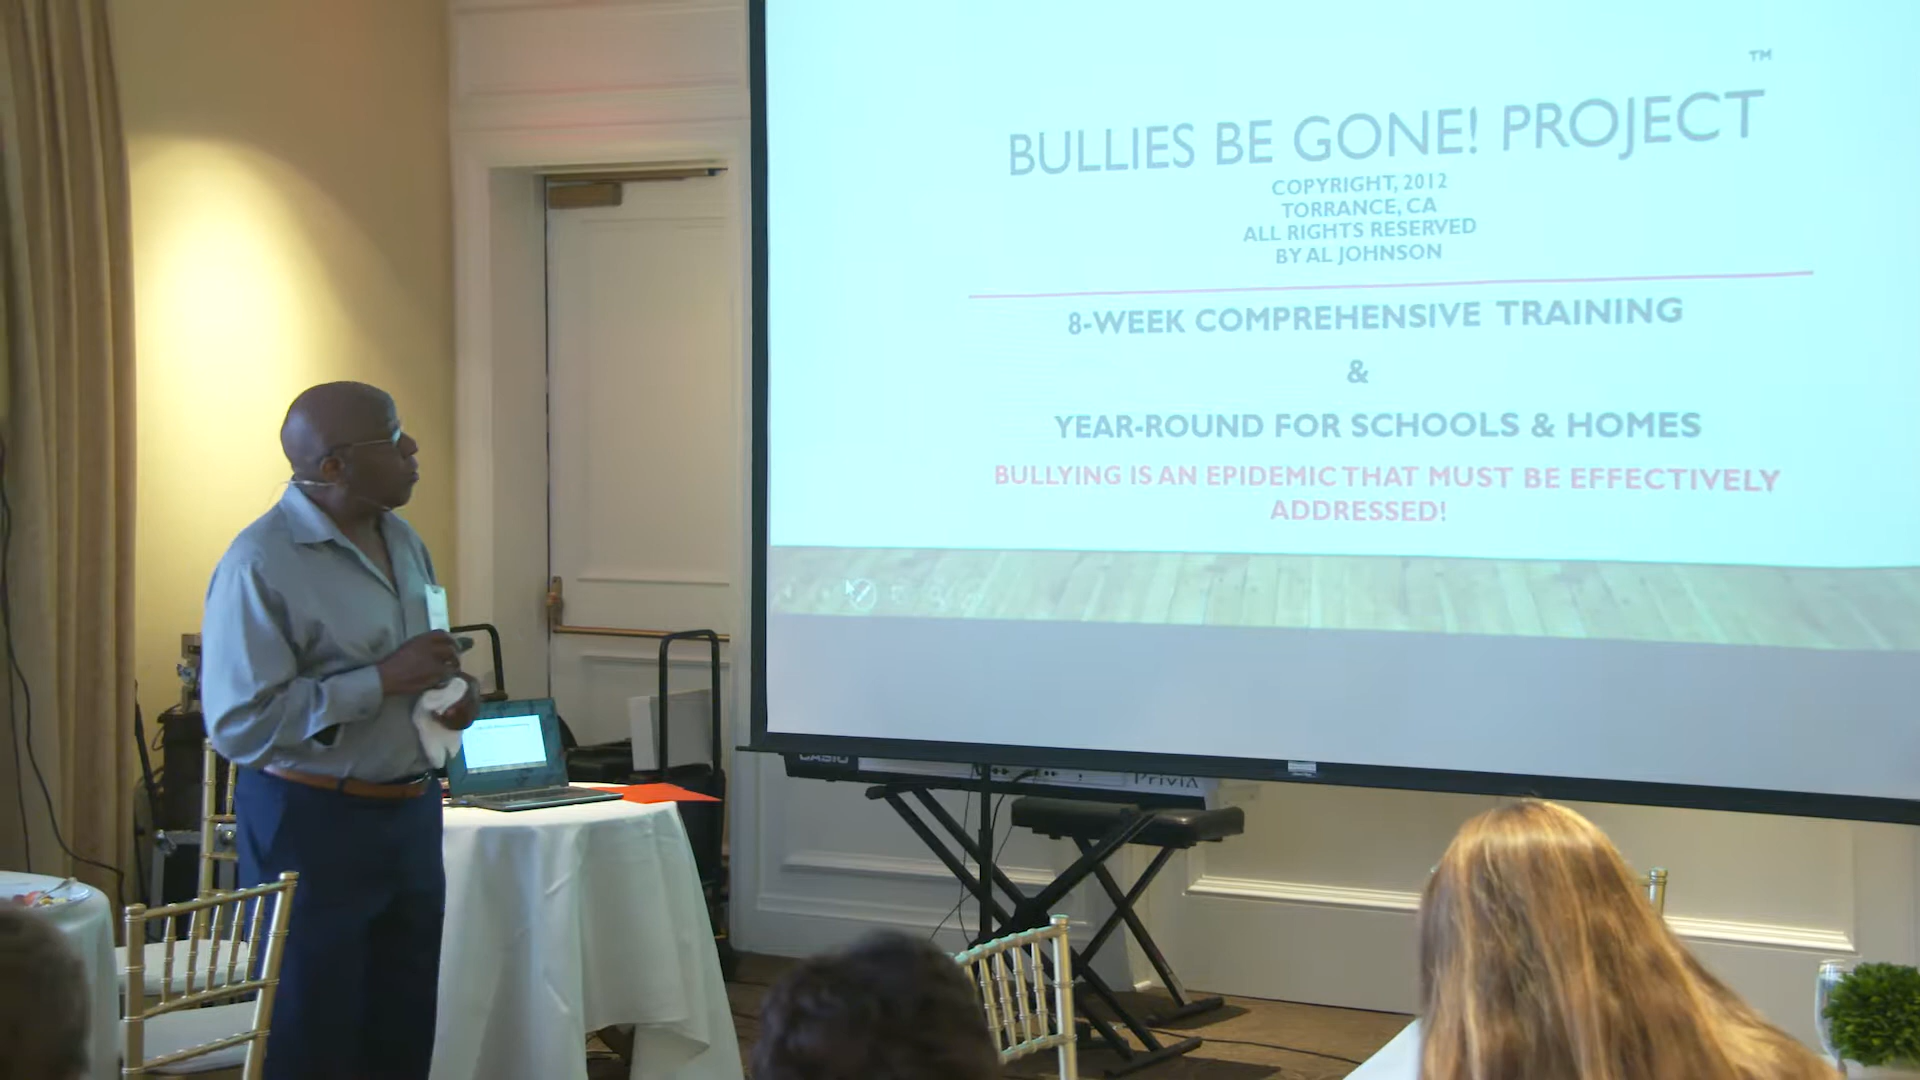 ™
BULLIES BE GONE! PROJECT
COPYRIGHT, 2012
TORRANCE, CA
ALL RIGHTS RESERVED
BY AL JOHNSON
8-WEEK COMPREHENSIVE TRAINING
&
YEAR-ROUND FOR SCHOOLS & HOMES
BULLYING IS AN EPIDEMIC THAT MUST BE EFFECTIVELY
ADDRESSED!
CASIO
PriviA